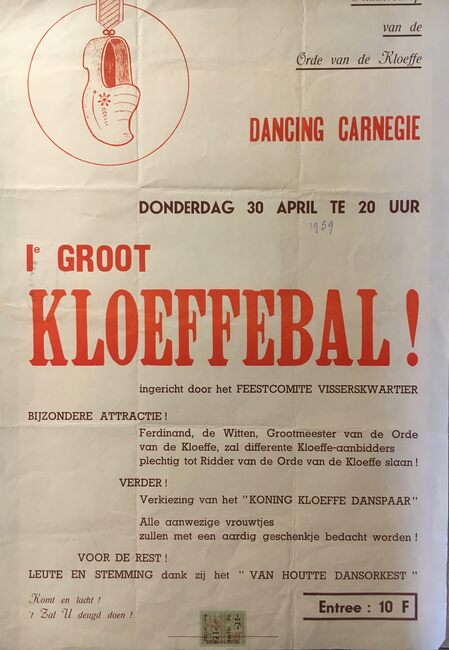 van de
Orde van de Kloeffe
DANCING CARNEGIE
DONDERDAG 30 APRIL TE 20 UUR
1959
Ie GROOT
KLOEFFEBAL !
ingericht door het FEESTCOMITE VISSERSKWARTIER
BIJZONDERE ATTRACTIE !
Ferdinand, de Witten, Grootmeester van de Orde
van de Kloeffe, zal differente Kloeffe-aanbidders
plechtig tot Ridder van de Orde van de Kloeffe slaan !
VERDER !
Verkiezing van het "KONING KLOEFFE DANSPAAR"
Alle aanwezige vrouwtjes
zullen met een aardig geschenkje bedacht worden !
VOOR DE REST !
LEUTE EN STEMMING dank zij het " VAN HOUTTE DANSORKEST "
Komt en lacht !
't Zal U deugd doen !
Entree : 10 F